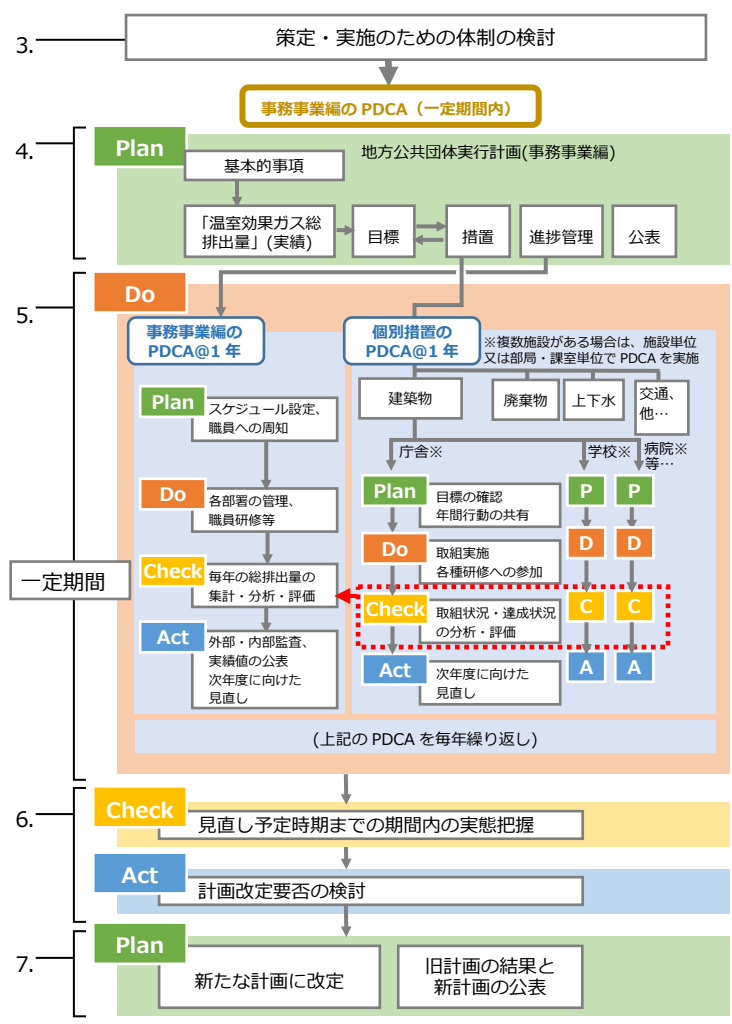 3.
策定・実施のための体制の検討
事務事業編の PDCA（一定期間内）
4.
Plan
地方公共団体実行計画(事務事業編)
基本的事項
「温室効果ガス総
排出量」(実績)
目標
措置
進捗管理
公表
5.
Do
事務事業編の
PDCA@1 年
Plan
スケジュール設定、
職員への周知
Do
各部署の管理、
職員研修等
Check
毎年の総排出量の
集計・分析・評価
Act
外部・内部監査、
実績値の公表
次年度に向けた
見直し
個別措置の
PDCA@1 年
※複数施設がある場合は、施設単位
又は部局・課室単位で PDCA を実施
建築物
廃棄物
上下水
交通、
他…
庁舎※
学校※
病院※
等…
Plan
目標の確認
年間行動の共有
P
P
Do
取組実施
各種研修への参加
D
D
Check
取組状況・達成状況
の分析・評価
C
C
Act
次年度に向けた
見直し
A
A
一定期間
(上記の PDCA を毎年繰り返し)
6.
Check
見直し予定時期までの期間内の実態把握
Act
計画改定要否の検討
7.
Plan
新たな計画に改定
旧計画の結果と
新計画の公表